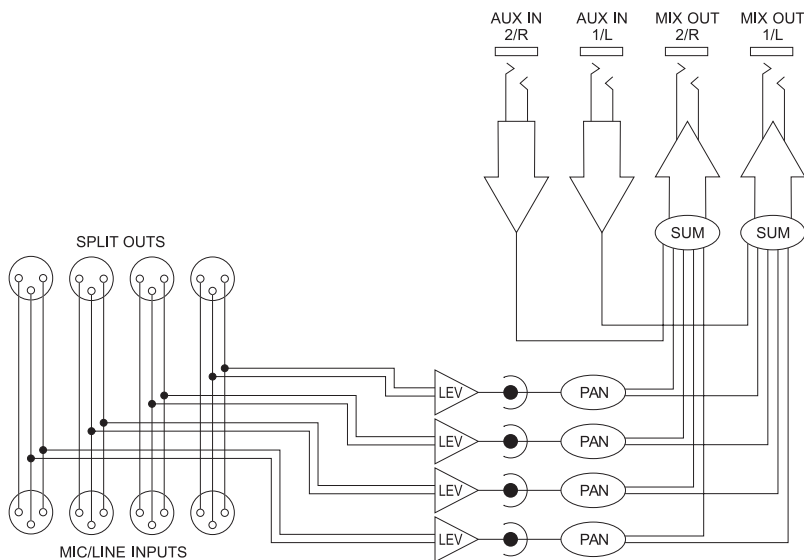 AUX IN 2/R
AUX IN 1/L
MIX OUT 2/R
MIX OUT 1/L
SUM
SUM
SPLIT OUTS
LEV
PAN
LEV
PAN
LEV
PAN
LEV
PAN
MIC/LINE INPUTS